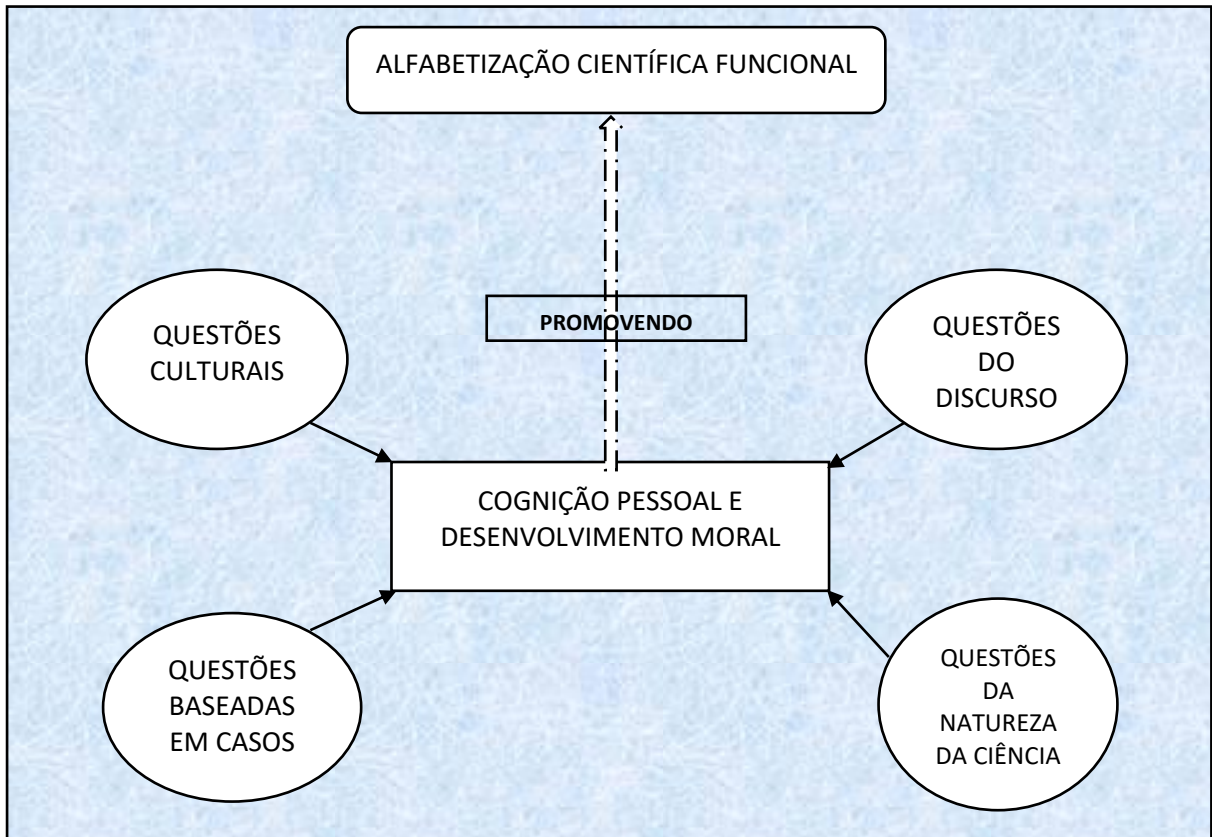 ALFABETIZAÇÃO CIENTÍFICA FUNCIONAL
PROMOVENDO
QUESTÕES
CULTURAIS
QUESTÕES
DO
DISCURSO
COGNIÇÃO PESSOAL E
DESENVOLVIMENTO MORAL
QUESTÕES
BASEADAS
EM CASOS
QUESTÕES
DA
NATUREZA
DA CIÊNCIA